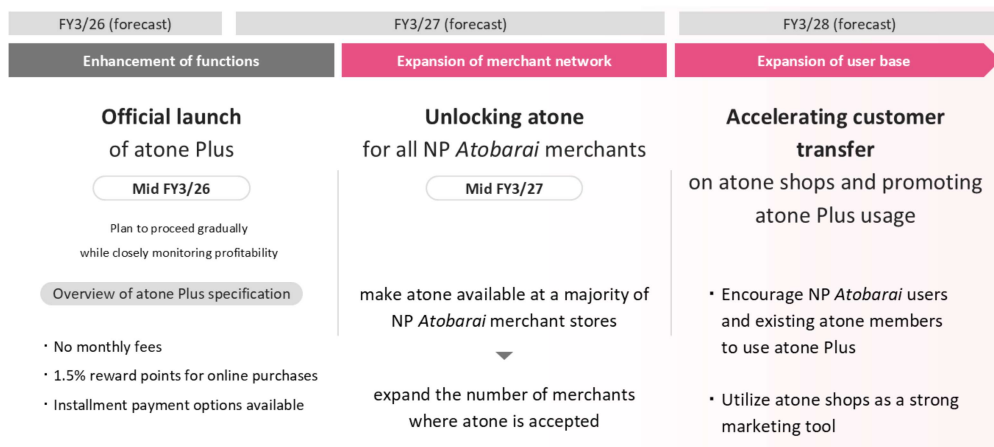 FY3/26 (forecast)
FY3/27 (forecast)
FY3/28 (forecast)
Enhancement of functions
Expansion of merchant network
Expansion of user base
Official launch
of atone Plus
Mid FY3/26
Plan to proceed gradually
while closely monitoring profitability
Overview of atone Plus specification
・No monthly fees
・1.5% reward points for online purchases
・Installment payment options available
Unlocking atone
for all NP Atobarai merchants
Mid FY3/27
make atone available at a majority of
NP Atobarai merchant stores
expand the number of merchants
where atone is accepted
Accelerating customer
transfer
on atone shops and promoting
atone Plus usage
・Encourage NP Atobarai users
and existing atone members
to use atone Plus
・Utilize atone shops as a strong
marketing tool